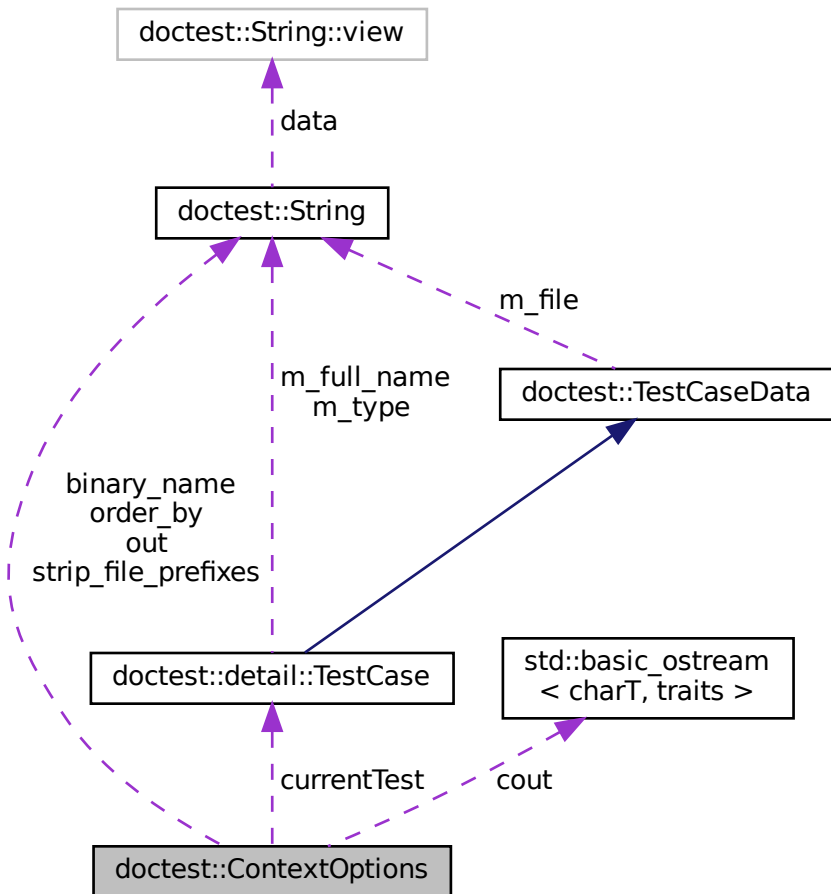 doctest::String::view
data
doctest::String
m_file
m_full_name
m_type
doctest::TestCaseData
binary_name
order_by
out
strip_file_prefixes
doctest::detail::TestCase
std::basic_ostream
< charT, traits >
currentTest
cout
doctest::ContextOptions